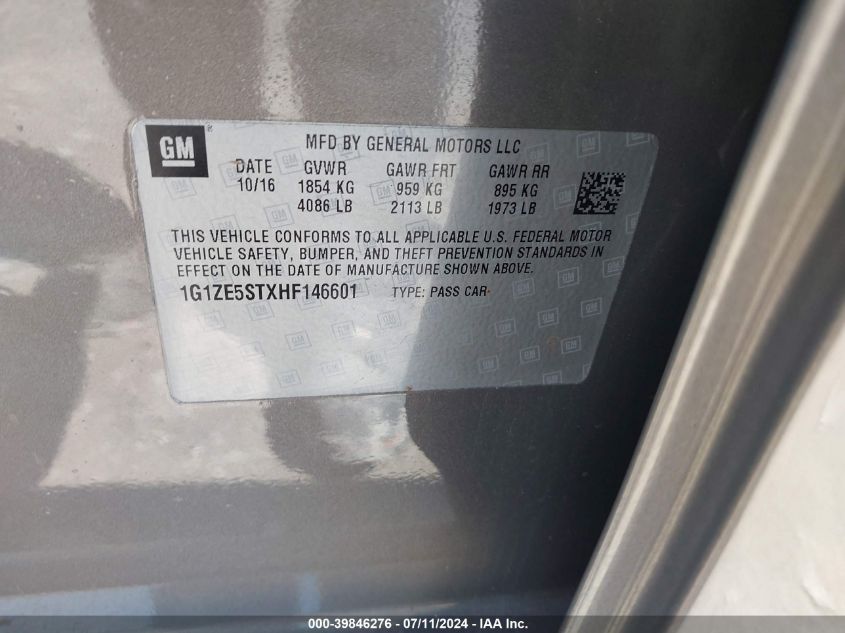 GM
MFD BY GENERAL MOTORS LLC
DATE GVWR GAWR FRT GAWR RR
10/16 1854 KG 959 KG 895 KG
4086 LB 2113 LB 1973 LB
THIS VEHICLE CONFORMS TO ALL APPLICABLE U.S. FEDERAL MOTOR
VEHICLE SAFETY, BUMPER, AND THEFT PREVENTION STANDARDS IN
EFFECT ON THE DATE OF MANUFACTURE SHOWN ABOVE.
1G1ZE5STXHF146601 TYPE: PASS CAR
000-39846276 - 07/11/2024 - IAA Inc.